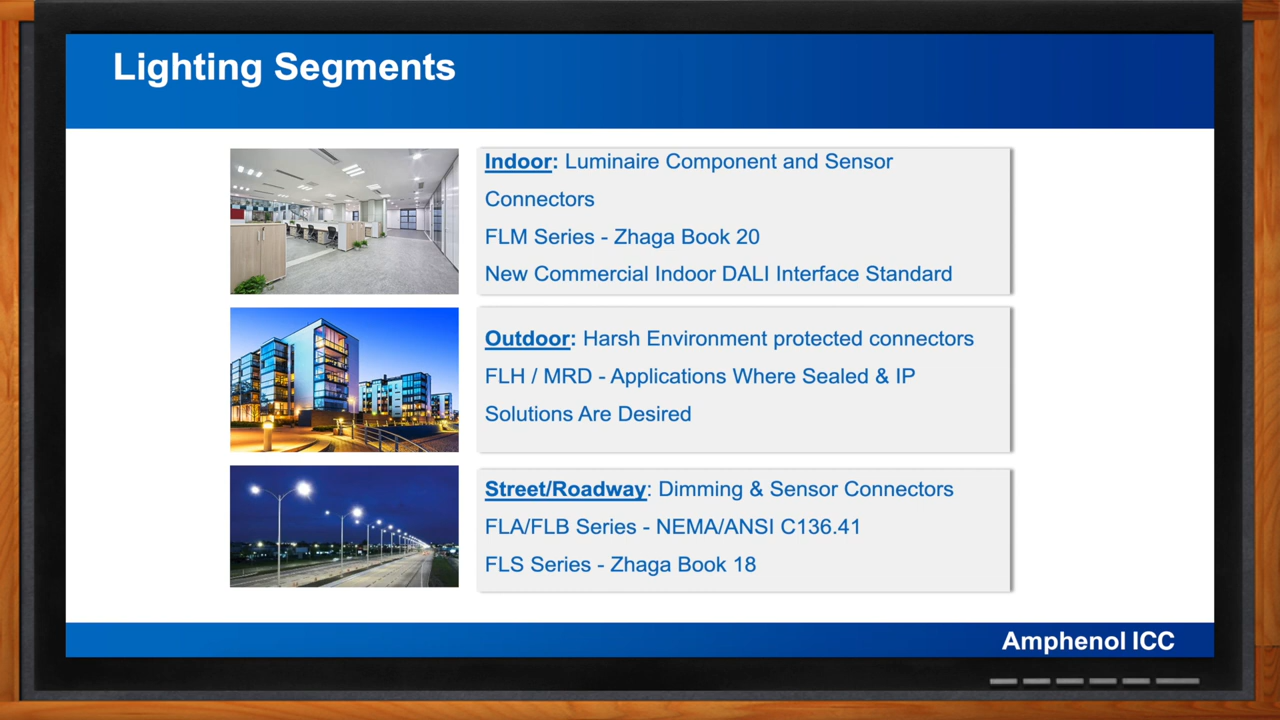 Lighting Segments
Indoor: Luminaire Component and Sensor
Connectors
FLM Series - Zhaga Book 20
New Commercial Indoor DALI Interface Standard
Outdoor: Harsh Environment protected connectors
FLH / MRD - Applications Where Sealed & IP
Solutions Are Desired
Street/Roadway: Dimming & Sensor Connectors
FLA/FLB Series - NEMA/ANSI C136.41
FLS Series - Zhaga Book 18
Amphenol ICC